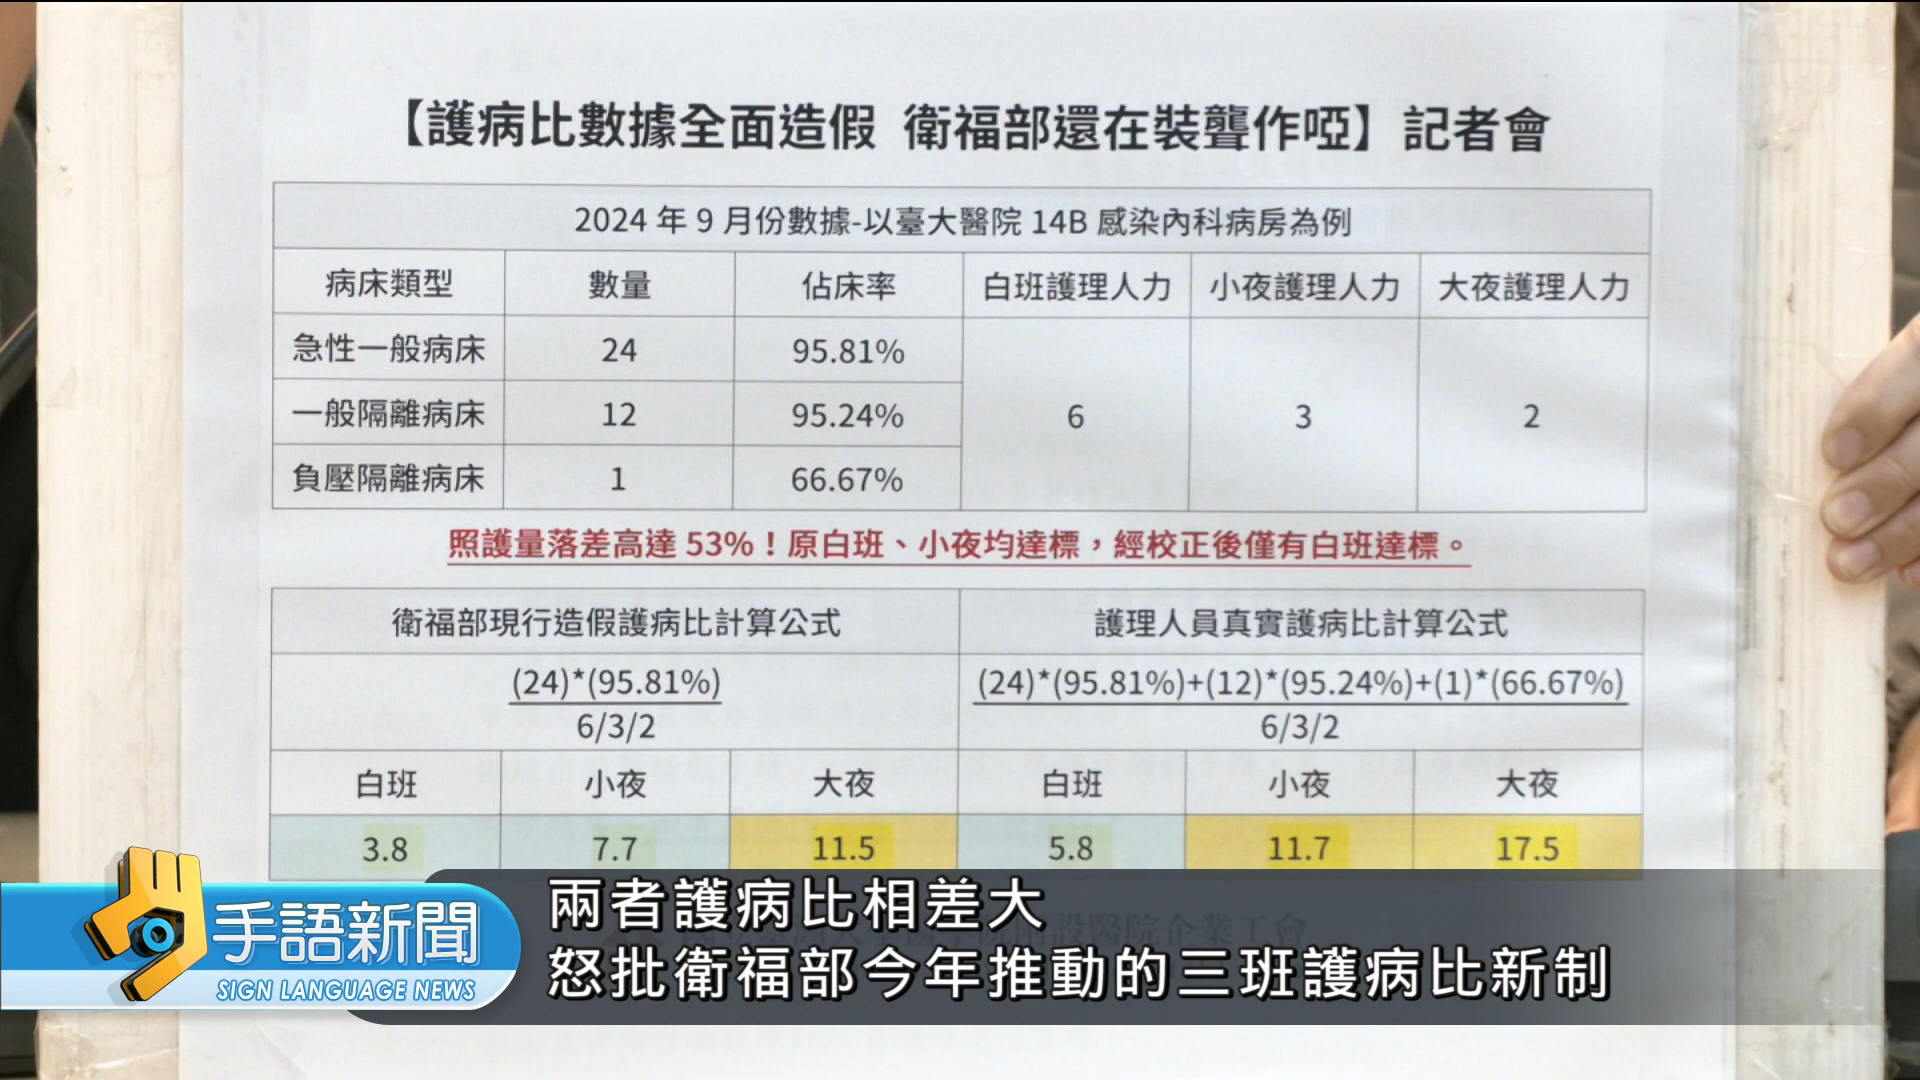 【護病比數據全面造假 衛福部還在裝聾作啞】記者會
2024 年 9 月份數據-以臺大醫院 14B 感染內科病房為例
病床類型 數量 佔床率 白班護理人力 小夜護理人力 大夜護理人力
急性一般病床 24 95.81%
一般隔離病床 12 95.24% 6 3 2
負壓隔離病床 1 66.67%
照護量落差高達 53%！原白班、小夜均達標，經校正後僅有白班達標。
衛福部現行造假護病比計算公式 護理人員真實護病比計算公式
(24)*(95.81%) (24)*(95.81%)+(12)*(95.24%)+(1)*(66.67%)
6/3/2 6/3/2
白班 小夜 大夜 白班 小夜 大夜
3.8 7.7 11.5 5.8 11.7 17.5
兩者護病比相差大
怒批衛福部今年推動的三班護病比新制
手語新聞
SIGN LANGUAGE NEWS